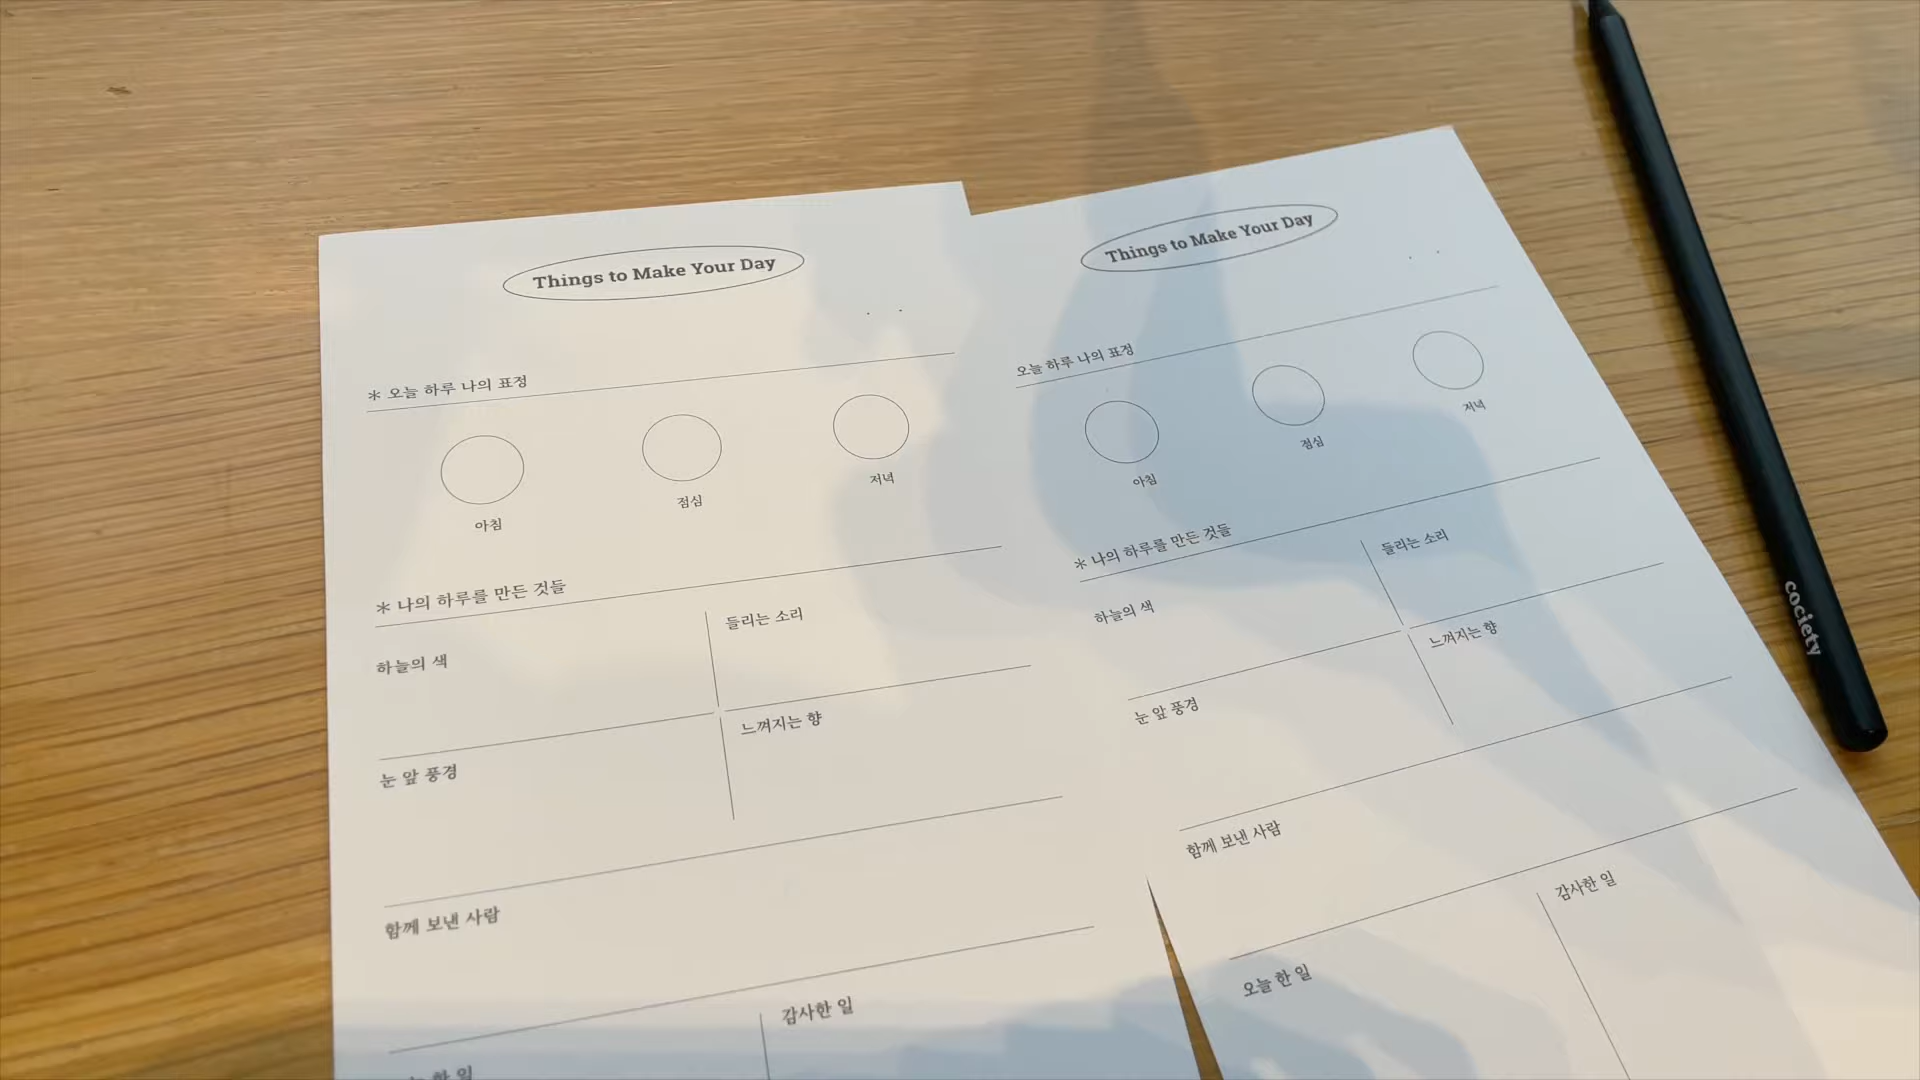 Things to Make Your Day
. .
* 오늘 하루 나의 표정
아침
점심
저녁
* 나의 하루를 만든 것들
하늘의 색
들리는 소리
눈 앞 풍경
느껴지는 향
함께 보낸 사람
한 일
감사한 일
Things to Make Your Day
. .
오늘 하루 나의 표정
아침
점심
저녁
* 나의 하루를 만든 것들
하늘의 색
들리는 소리
눈 앞 풍경
느껴지는 향
함께 보낸 사람
오늘 한 일
감사한 일
cociety